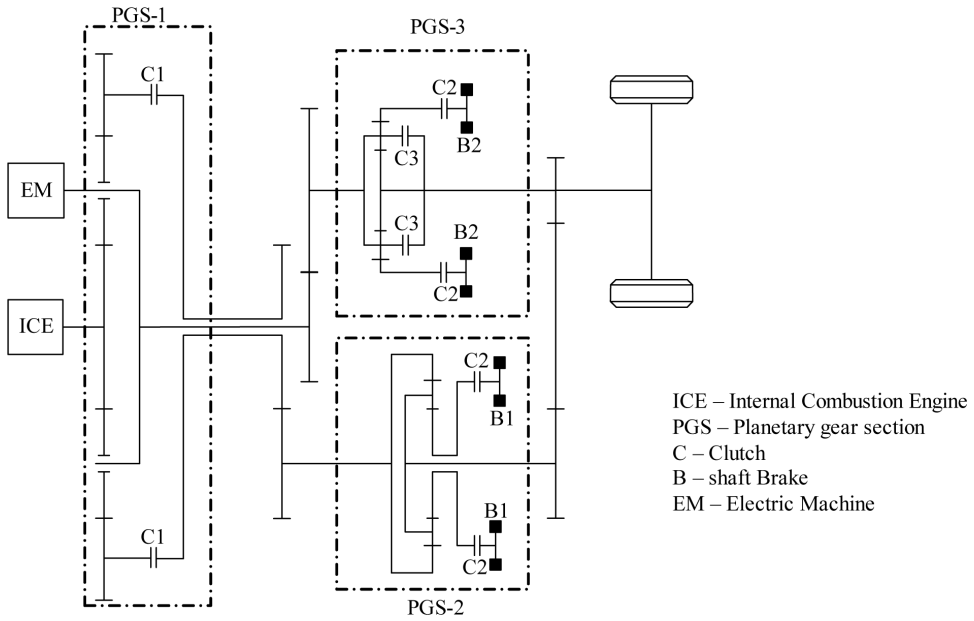 PGS-1
PGS-3
C1
C2
B2
C3
EM
C3
B2
C2
ICE
C2
B1
B1
C2
C1
PGS-2
ICE – Internal Combustion Engine
PGS – Planetary gear section
C – Clutch
B – shaft Brake
EM – Electric Machine